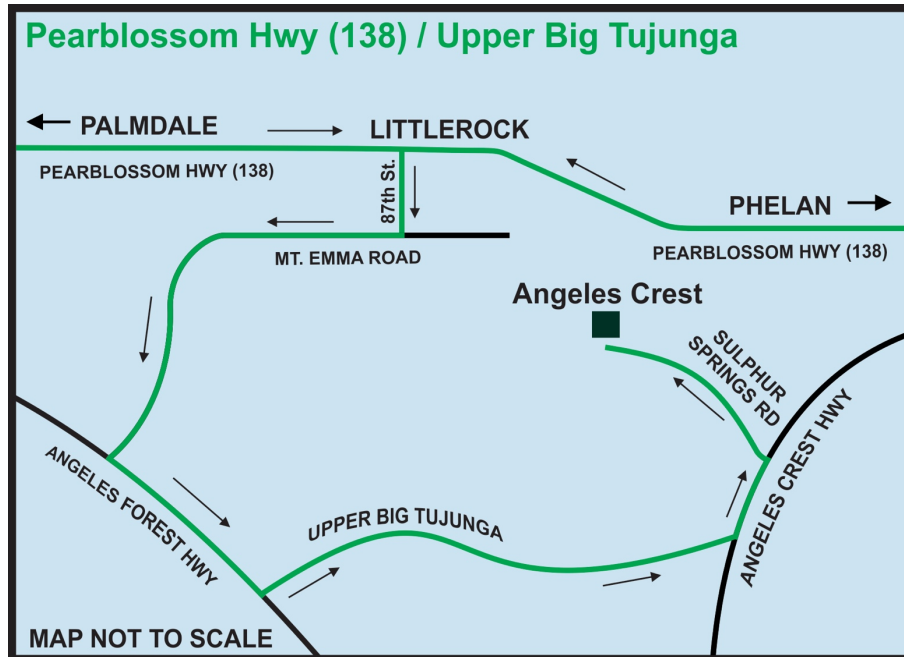 Pearblossom Hwy (138) / Upper Big Tujunga
PALMDALE
LITTLEROCK
PEARBLOSSOM HWY (138)
87th St.
PHELAN
MT. EMMA ROAD
PEARBLOSSOM HWY (138)
Angeles Crest
SULPHUR
SPRINGS RD
ANGELES CREST HWY
ANGELES FOREST HWY
UPPER BIG TUJUNGA
MAP NOT TO SCALE